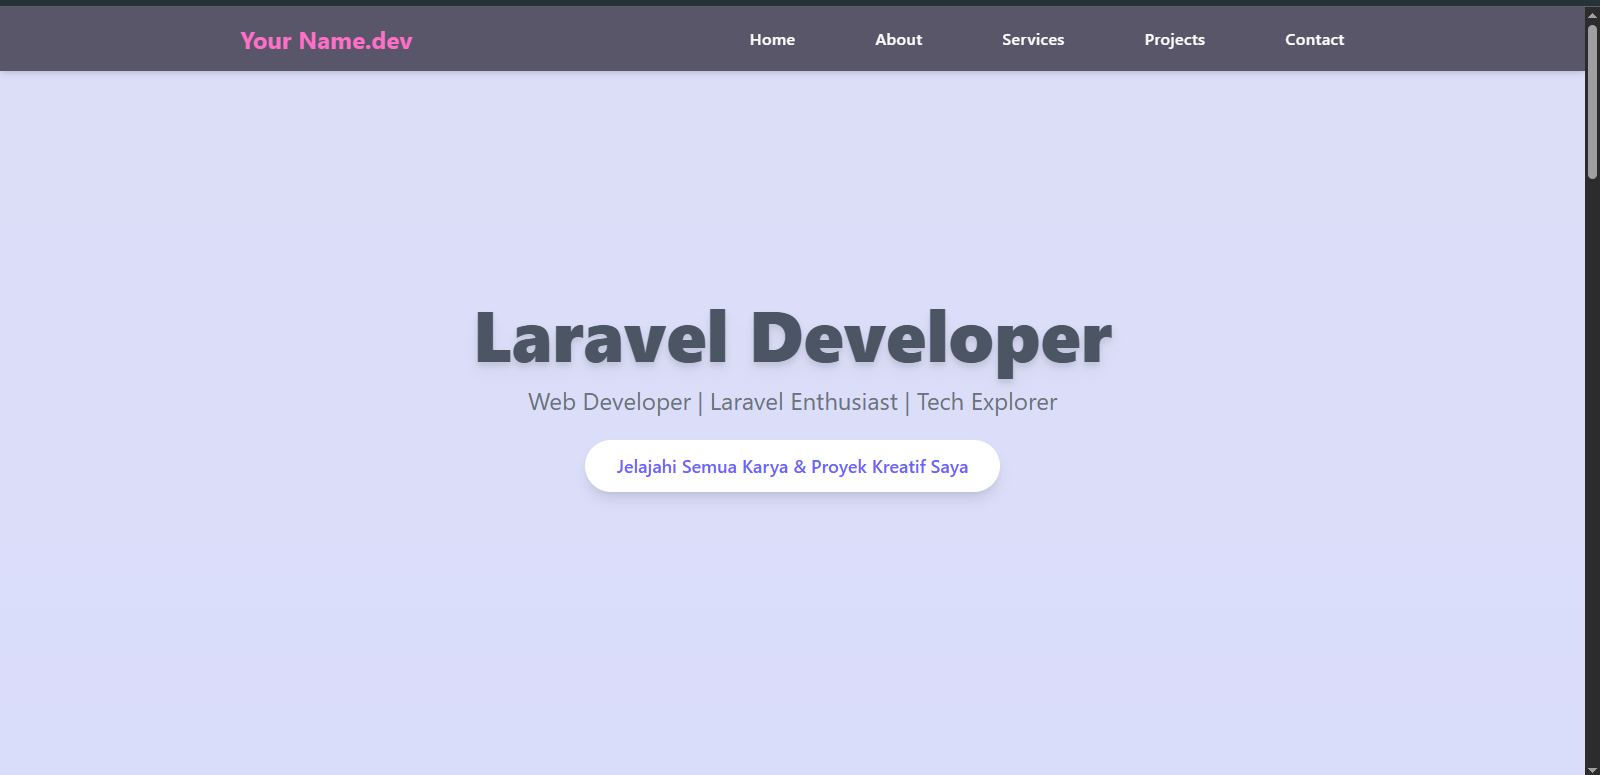 Your Name.dev Home About Services Projects Contact
Laravel Developer
Web Developer | Laravel Enthusiast | Tech Explorer
Jelajahi Semua Karya & Proyek Kreatif Saya